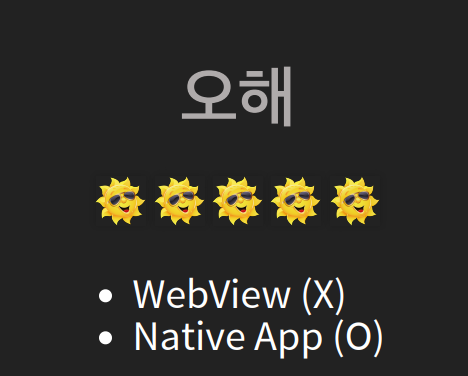 오해
• WebView (X)
• Native App (O)